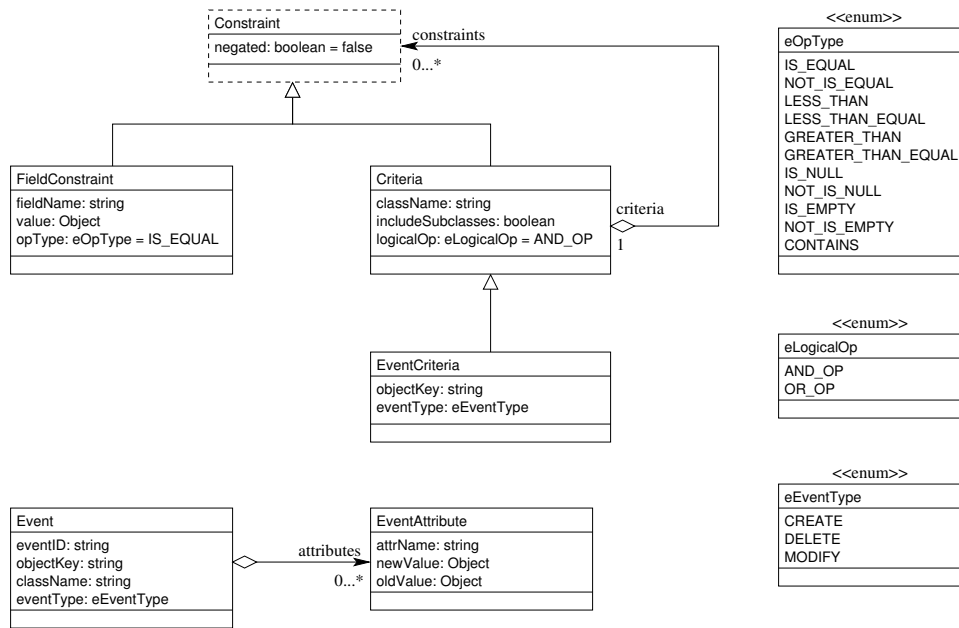 Constraint
negated: boolean = false
constraints
0...*
FieldConstraint
fieldName: string
value: Object
opType: eOpType = IS_EQUAL
Criteria
className: string
includeSubclasses: boolean
logicalOp: eLogicalOp = AND_OP
criteria
1
EventCriteria
objectKey: string
eventType: eEventType
Event
eventID: string
objectKey: string
className: string
eventType: eEventType
attributes
0...*
EventAttribute
attrName: string
newValue: Object
oldValue: Object
<<enum>>
eOpType
IS_EQUAL
NOT_IS_EQUAL
LESS_THAN
LESS_THAN_EQUAL
GREATER_THAN
GREATER_THAN_EQUAL
IS_NULL
NOT_IS_NULL
IS_EMPTY
NOT_IS_EMPTY
CONTAINS
<<enum>>
eLogicalOp
AND_OP
OR_OP
<<enum>>
eEventType
CREATE
DELETE
MODIFY